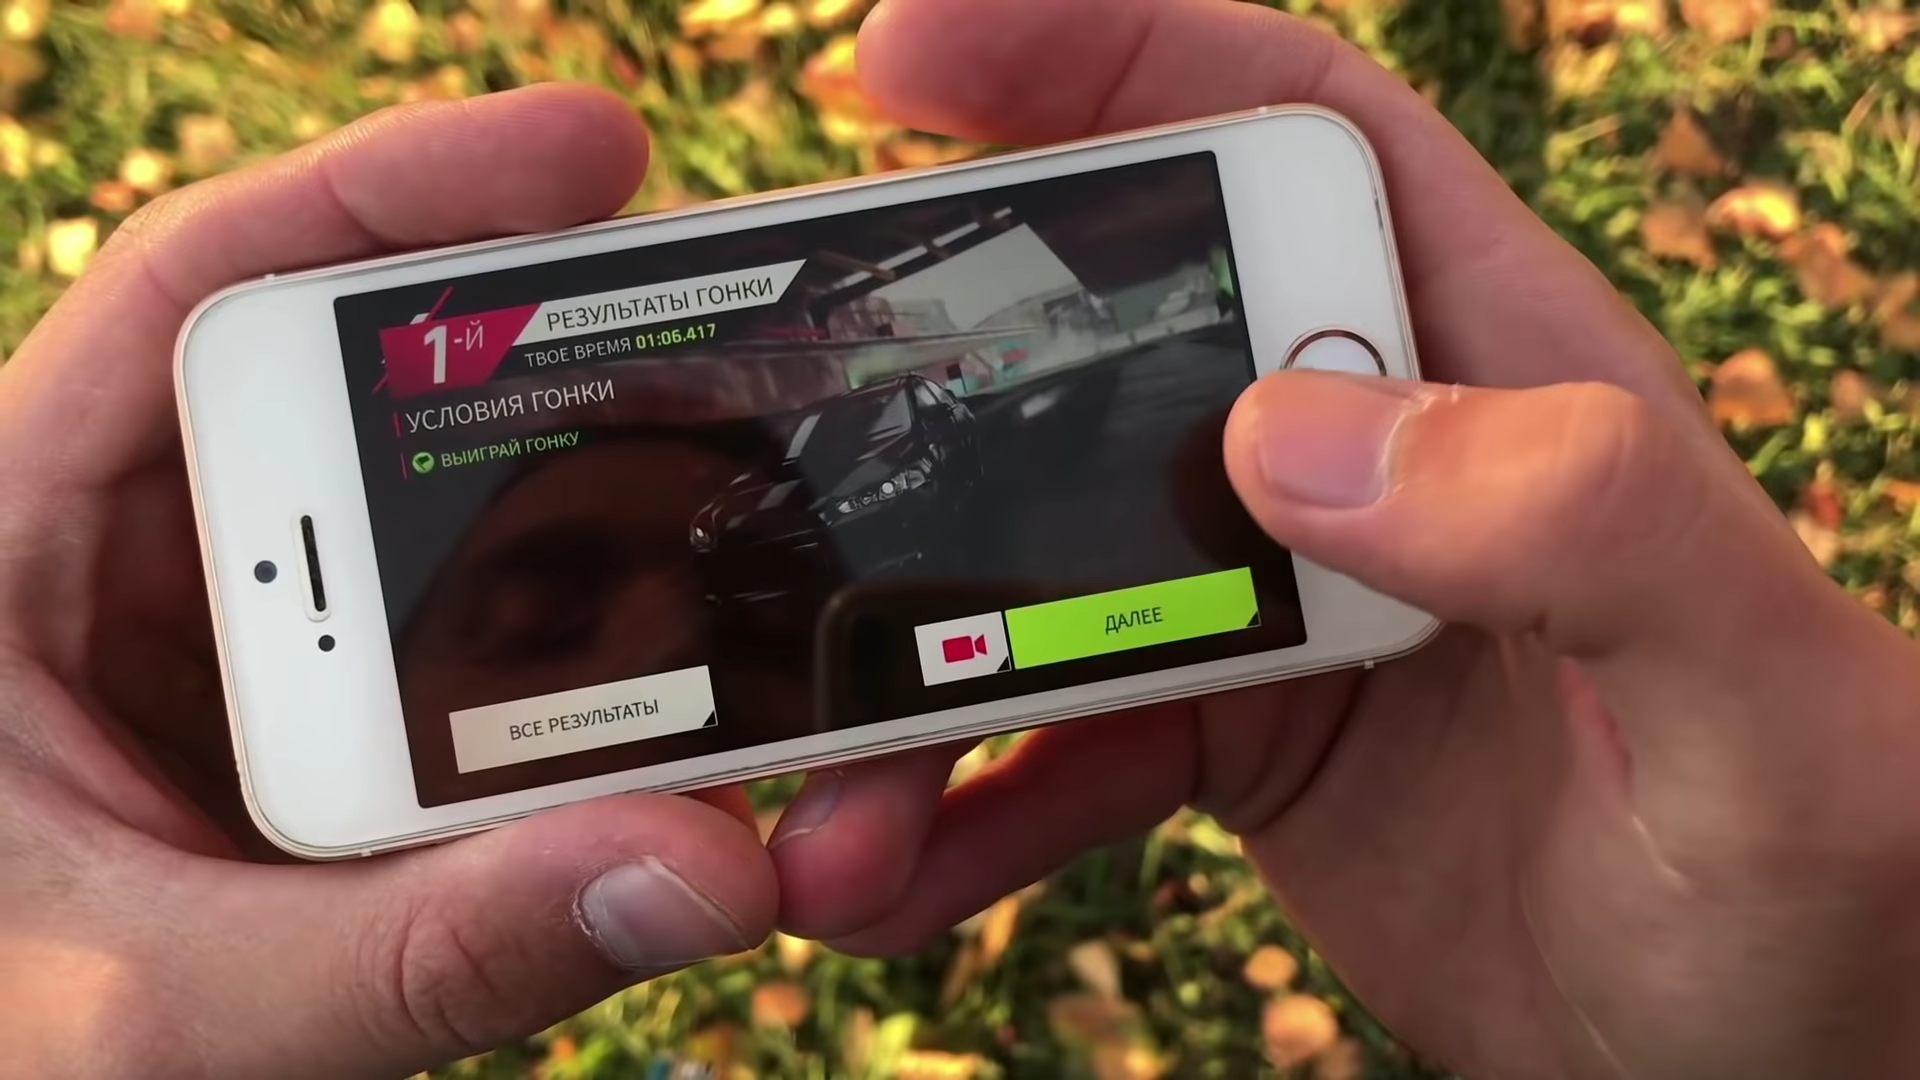 1-Й
РЕЗУЛЬТАТЫ ГОНКИ
ТВОЕ ВРЕМЯ 01:06.417
УСЛОВИЯ ГОНКИ
ВЫИГРАЙ ГОНКУ
ДАЛЕЕ
ВСЕ РЕЗУЛЬТАТЫ